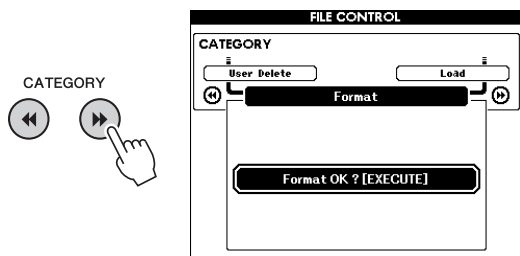 FILE CONTROL
CATEGORY
User Delete
Load
Format
CATEGORY
Format OK ? [EXECUTE]